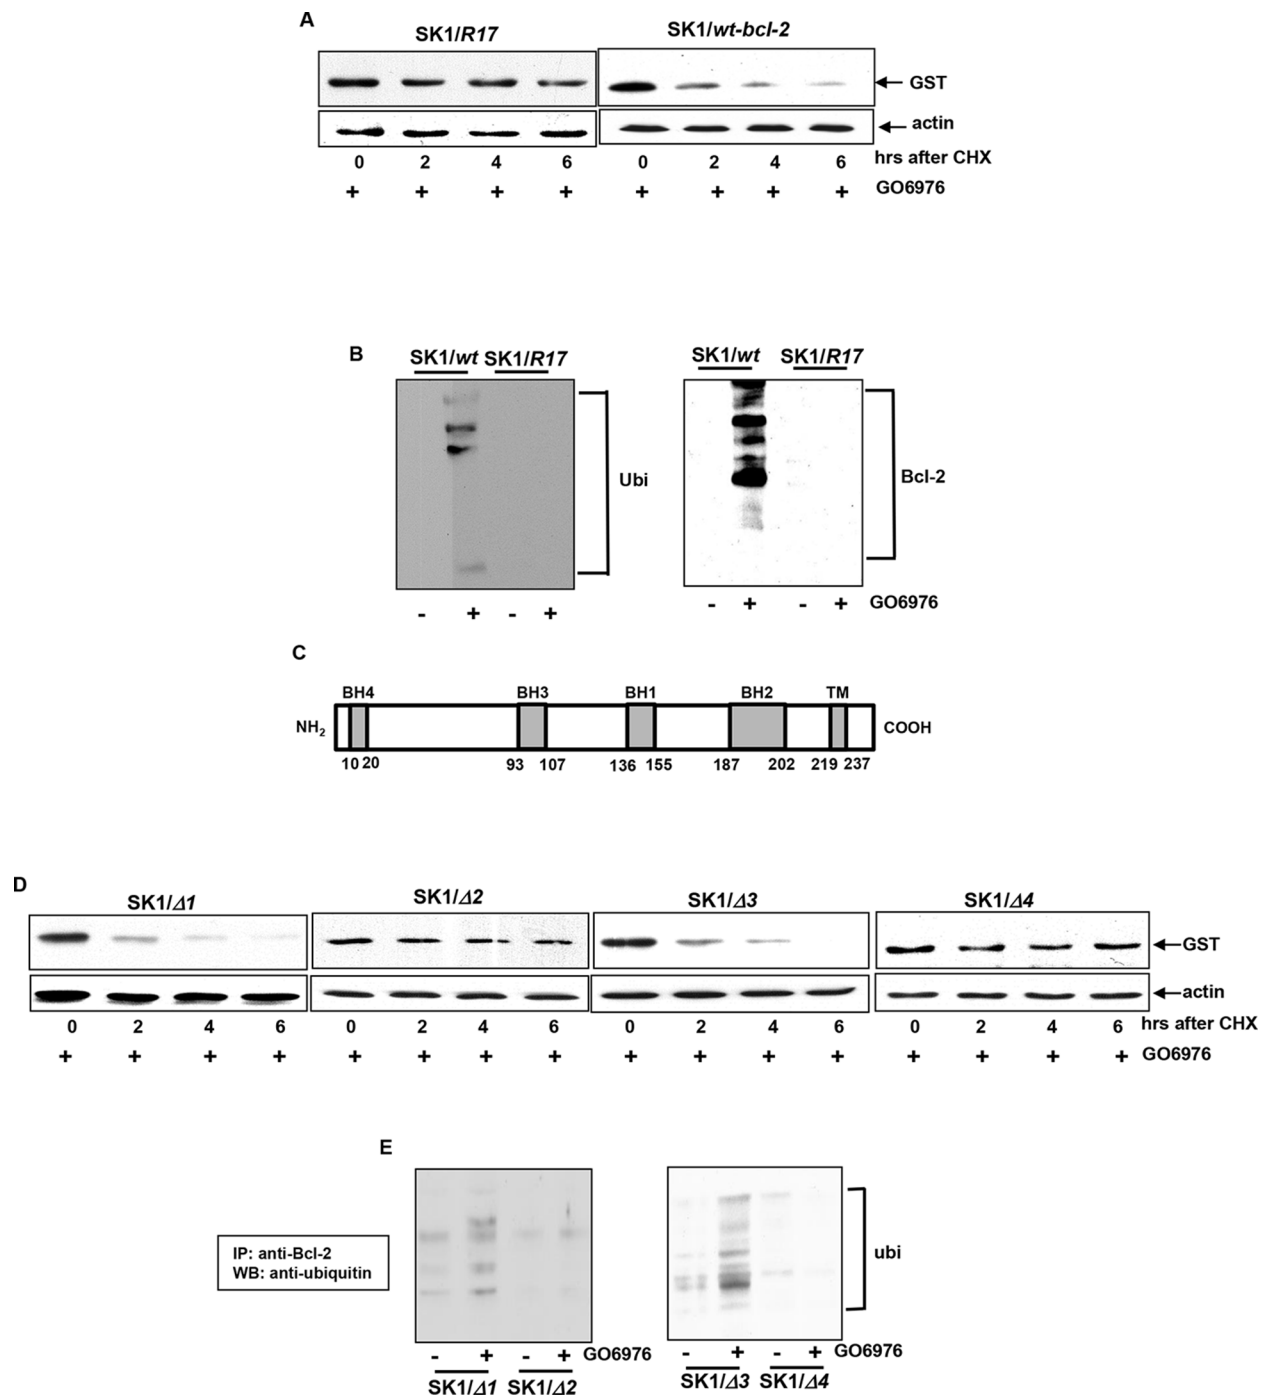 A
SK1/R17 SK1/wt-bcl-2
GST
actin
0 2 4 6 0 2 4 6 hrs after CHX
+ + + + + + + + GO6976
B
SK1/wt SK1/R17 SK1/wt SK1/R17
Ubi Bcl-2
- + - + - + - + GO6976
C
BH4 BH3 BH1 BH2 TM
NH2 COOH
10 20 93 107 136 155 187 202 219 237
D
SK1/Δ1 SK1/Δ2 SK1/Δ3 SK1/Δ4
GST
actin
0 2 4 6 0 2 4 6 0 2 4 6 0 2 4 6 hrs after CHX
+ + + + + + + + + + + + + + + + GO6976
E
IP: anti-Bcl-2
WB: anti-ubiquitin
ubi
- + - + GO6976 - + - + GO6976
SK1/Δ1 SK1/Δ2 SK1/Δ3 SK1/Δ4